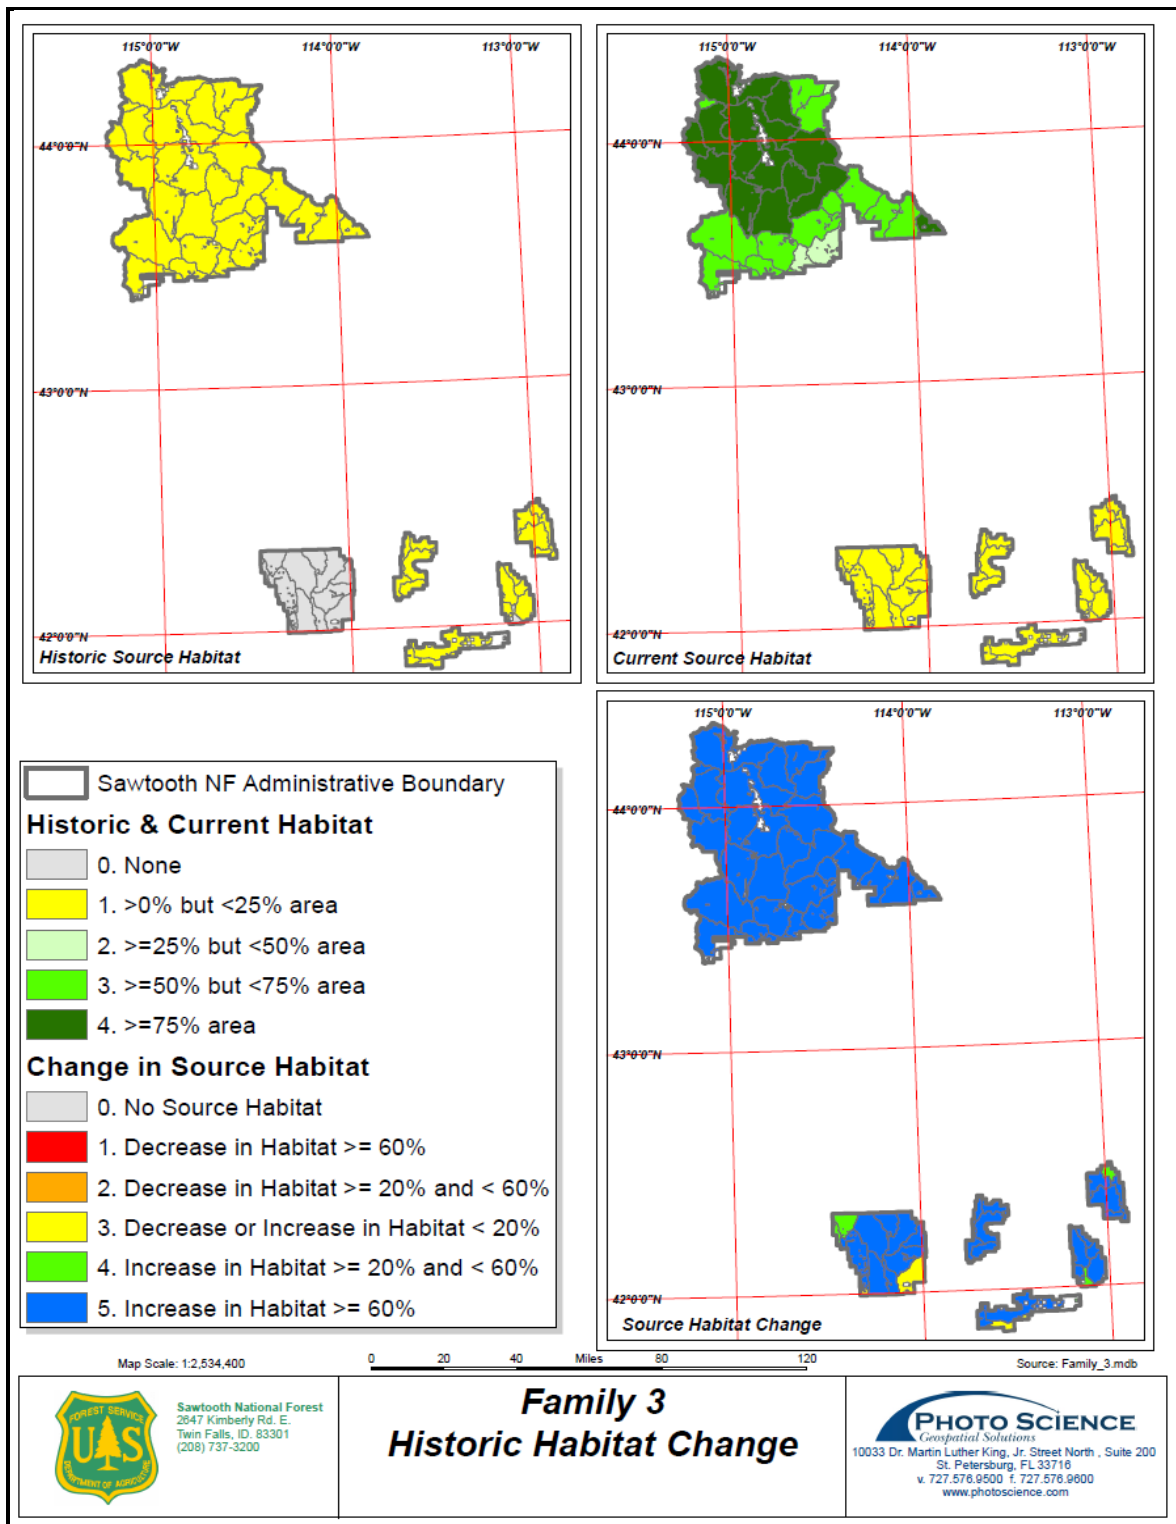 115°0'0"W 114°0'0"W 113°0'0"W
44°0'0"N
43°0'0"N
42°0'0"N
Historic Source Habitat
115°0'0"W 114°0'0"W 113°0'0"W
44°0'0"N
43°0'0"N
42°0'0"N
Current Source Habitat
115°0'0"W 114°0'0"W 113°0'0"W
44°0'0"N
43°0'0"N
42°0'0"N
Source Habitat Change
Sawtooth NF Administrative Boundary
Historic & Current Habitat
0. None
1. >0% but <25% area
2. >=25% but <50% area
3. >=50% but <75% area
4. >=75% area
Change in Source Habitat
0. No Source Habitat
1. Decrease in Habitat >= 60%
2. Decrease in Habitat >= 20% and < 60%
3. Decrease or Increase in Habitat < 20%
4. Increase in Habitat >= 20% and < 60%
5. Increase in Habitat >= 60%
Map Scale: 1:2,534,400
0 20 40 Miles 80 120
Source: Family_3.mdb
FOREST SERVICE
U S
DEPARTMENT OF AGRICULTURE
Sawtooth National Forest
2647 Kimberly Rd. E.
Twin Falls, ID. 83301
(208) 737-3200
Family 3
Historic Habitat Change
PHOTO SCIENCE
Geospatial Solutions
10033 Dr. Martin Luther King, Jr. Street North , Suite 200
St. Petersburg, FL 33716
v. 727.576.9500 f. 727.576.9600
www.photoscience.com